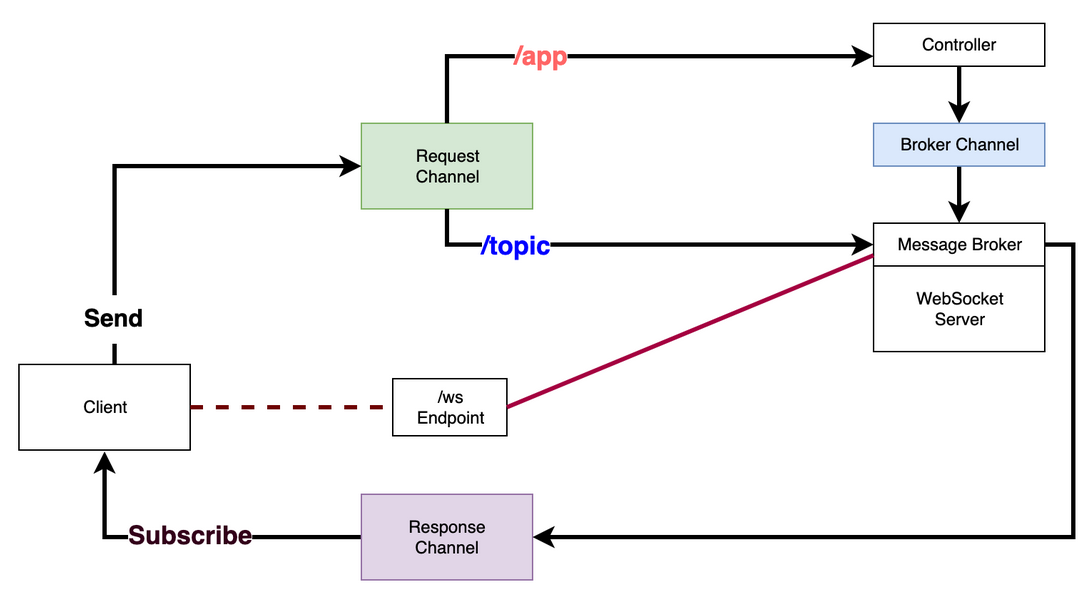 /app
Controller
Request
Channel
Broker Channel
/topic
Message Broker
WebSocket
Server
Send
Client
/ws
Endpoint
Subscribe
Response
Channel